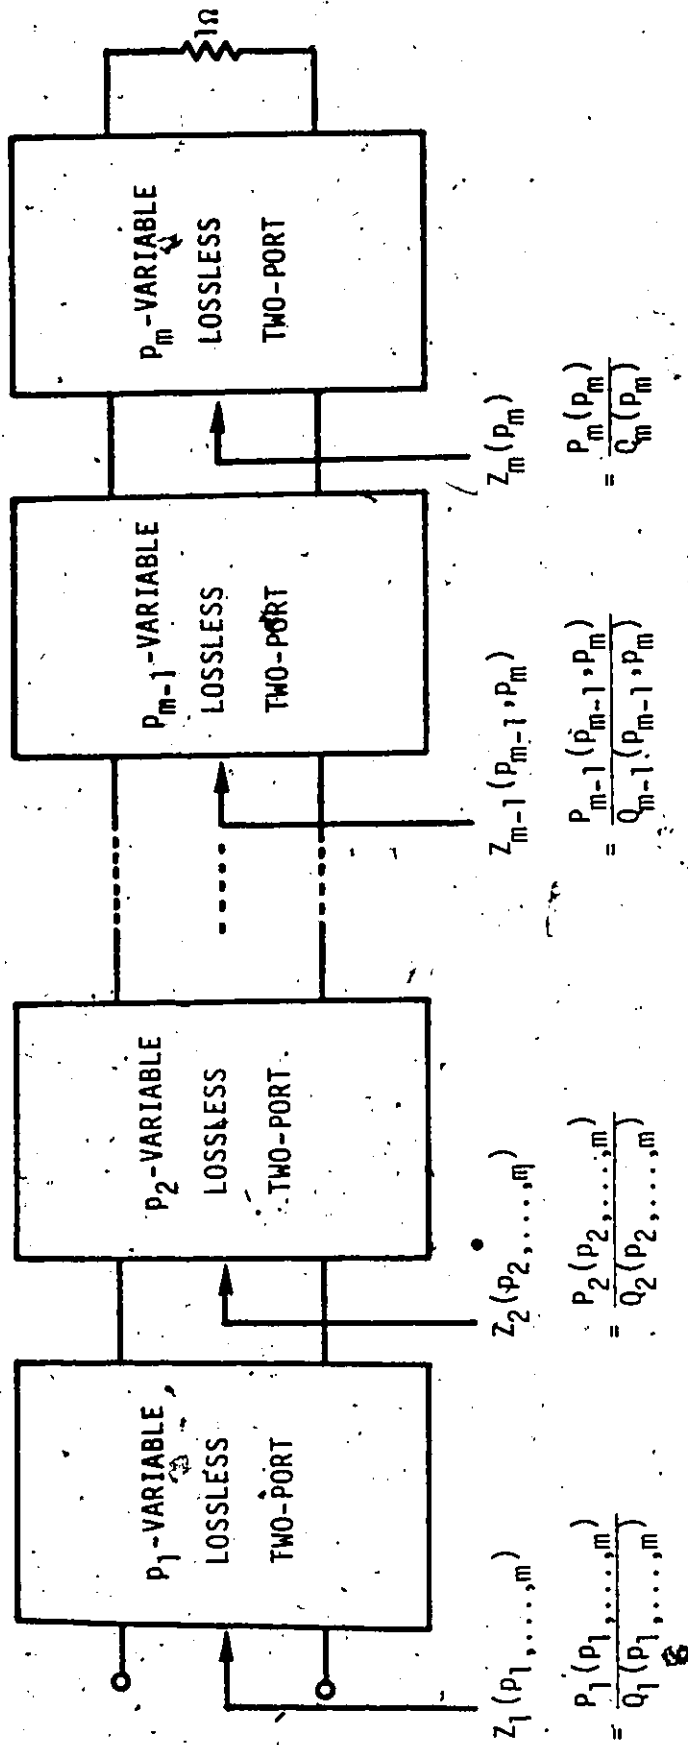 p1-VARIABLE
LOSSLESS
TWO-PORT
p2-VARIABLE
LOSSLESS
TWO-PORT
pm-1-VARIABLE
LOSSLESS
TWO-PORT
pm-VARIABLE
LOSSLESS
TWO-PORT
1Ω
Z1(p1,...,m)
= P1(p1,...,m)
Q1(p1,...,m)
Z2(p2,...,m)
= P2(p2,...,m)
Q2(p2,...,m)
Zm-1(pm-1,pm)
= Pm-1(pm-1,pm)
Qm-1(pm-1,pm)
Zm(pm)
= Pm(pm)
Qm(pm)